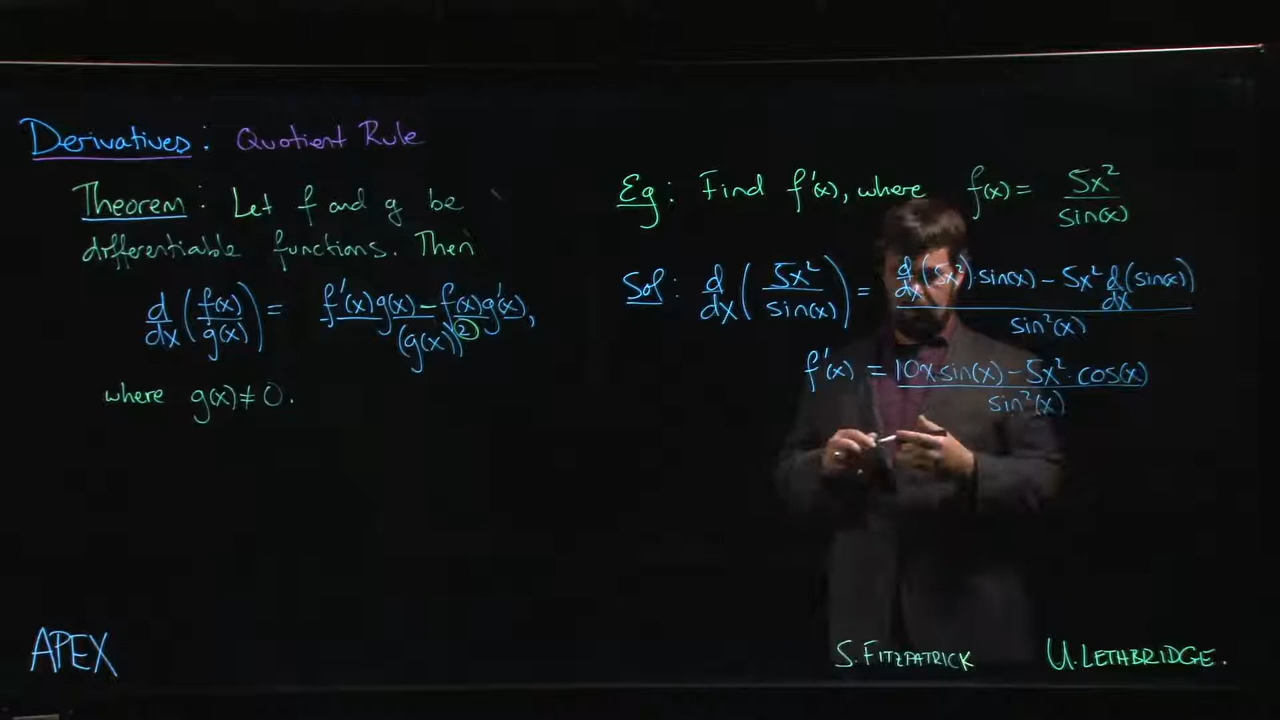 Derivatives: Quotient Rule
Theorem: Let f and g be
differentiable functions. Then
d/dx (f(x)/g(x)) = (f'(x)g(x) - f(x)g'(x))/(g(x))²,
where g(x) ≠ 0.
Eg: Find f'(x), where f(x) = 5x²/sin(x)
Sol: d/dx (5x²/sin(x)) = (d/dx(5x²)·sin(x) - 5x² d/dx(sin(x)))/sin²(x)
f'(x) = (10x·sin(x) - 5x²·cos(x))/sin²(x)
APEX
S. FITZPATRICK U. LETHBRIDGE.